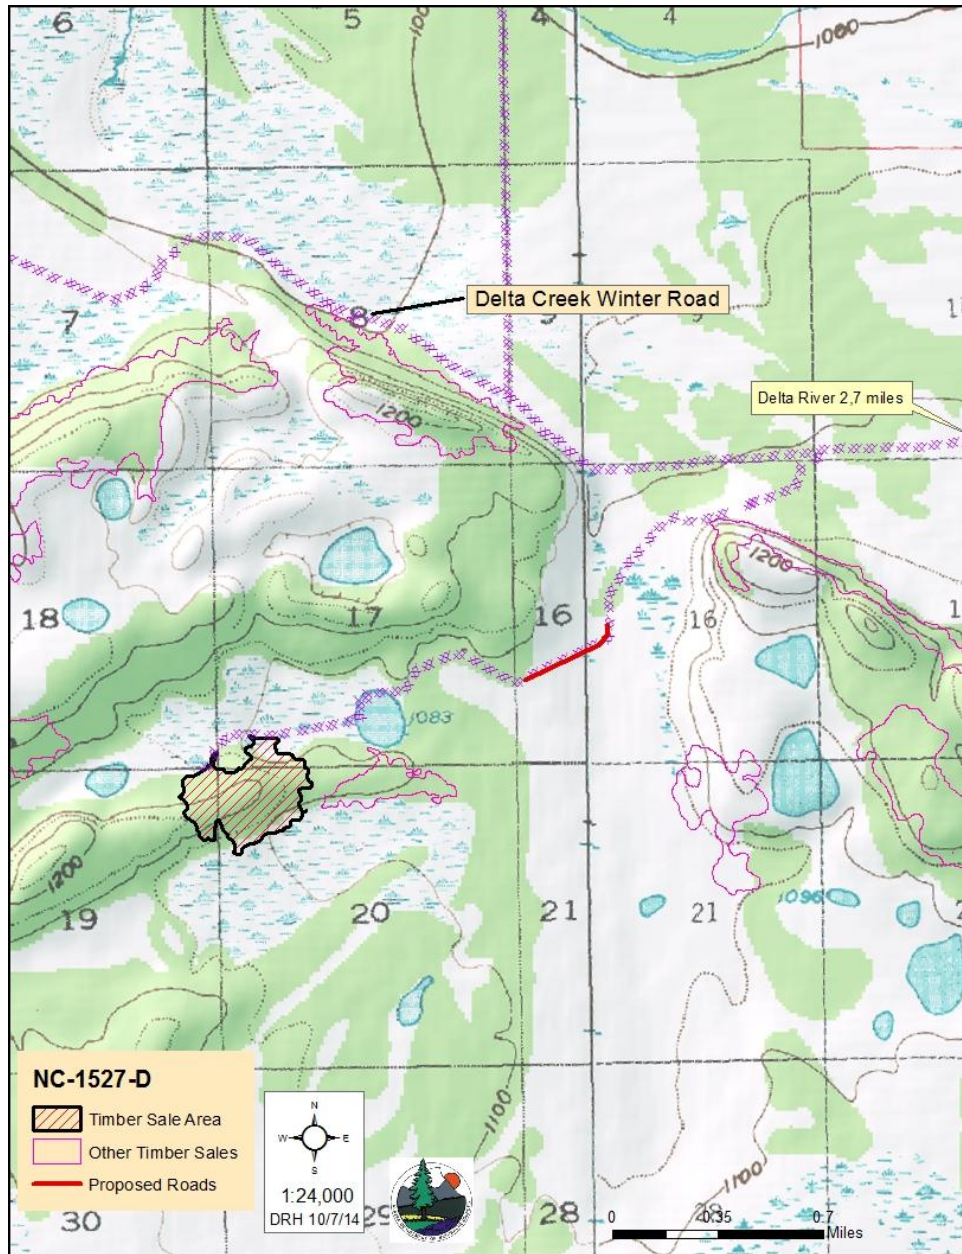 6
5
4
4
1100
1000
7
8
Delta Creek Winter Road
9
Delta River 2,7 miles
1200
1200
18
17
16
16
1083
1200
19
20
21
21
1096
NC-1527-D
Timber Sale Area
Other Timber Sales
Proposed Roads
N
W E
S
1:24,000
DRH 10/7/14
1100
1100
30
29
28
0 0.35 0.7
Miles